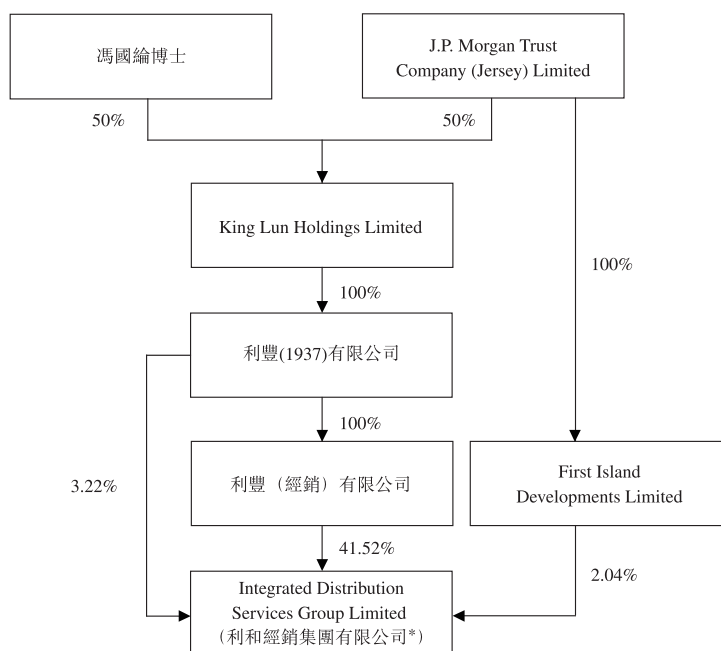 馮國綸博士
J.P. Morgan Trust
Company (Jersey) Limited
50%
50%
King Lun Holdings Limited
100%
100%
利豐(1937)有限公司
100%
3.22%
利豐（經銷）有限公司
First Island
Developments Limited
41.52%
2.04%
Integrated Distribution
Services Group Limited
（利和經銷集團有限公司*）